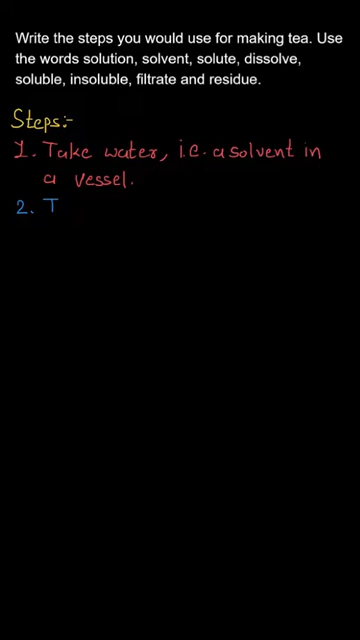 Write the steps you would use for making tea. Use
the words solution, solvent, solute, dissolve,
soluble, insoluble, filtrate and residue.
Steps:-
1. Take water, i.e. a solvent in
a vessel.
2. T